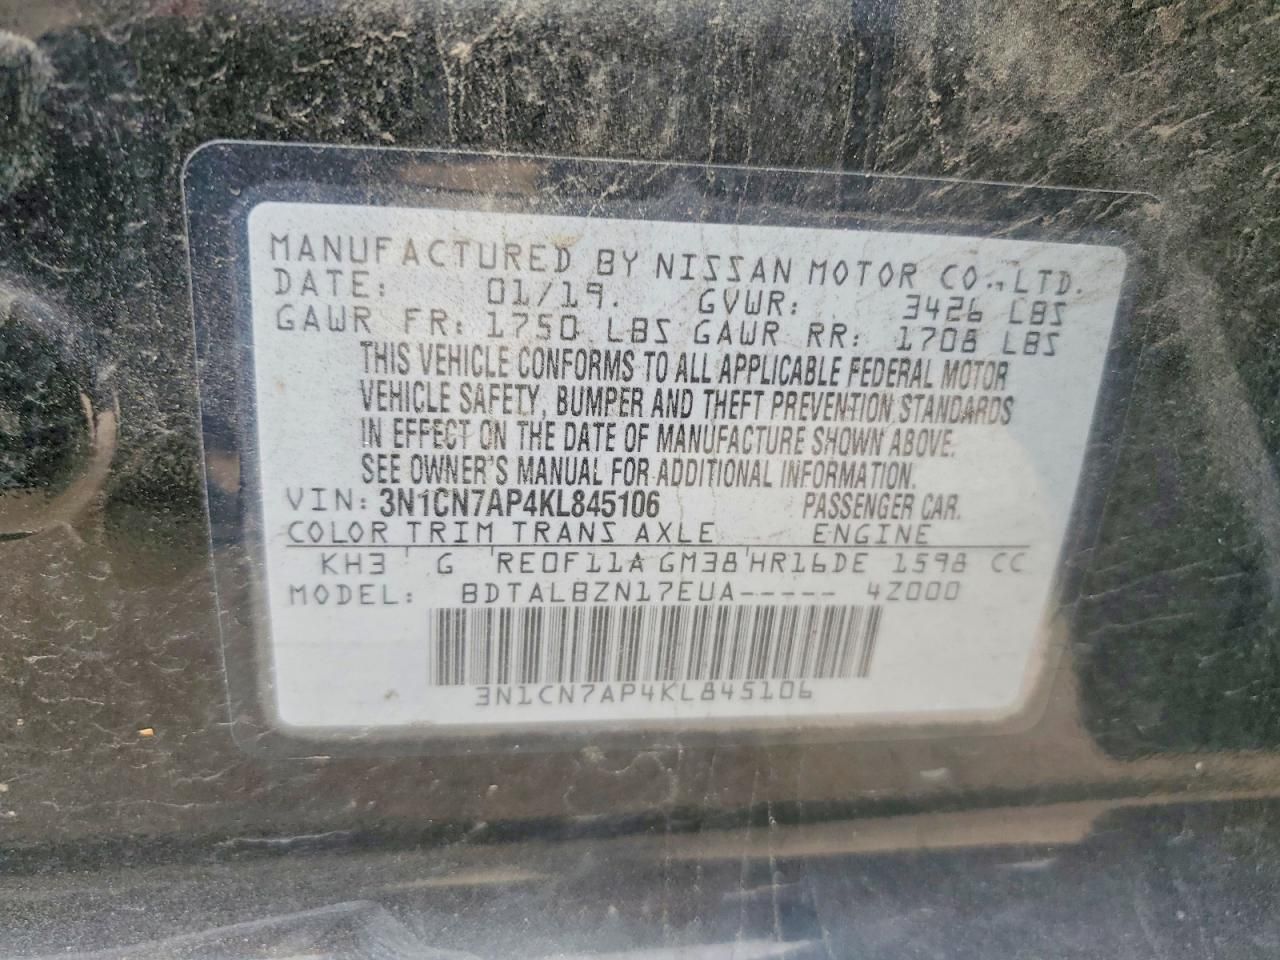 MANUFACTURED BY NISSAN MOTOR CO., LTD.
DATE: 01/19. GVWR: 3426 LBS
GAWR FR: 1750 LBS GAWR RR: 1708 LBS
THIS VEHICLE CONFORMS TO ALL APPLICABLE FEDERAL MOTOR
VEHICLE SAFETY, BUMPER AND THEFT PREVENTION STANDARDS
IN EFFECT ON THE DATE OF MANUFACTURE SHOWN ABOVE.
SEE OWNER'S MANUAL FOR ADDITIONAL INFORMATION.
VIN: 3N1CN7AP4KL845106 PASSENGER CAR.
COLOR TRIM TRANS AXLE ENGINE
KH3 ' G 'RE0F11A GM38'HR16DE 1598 CC
MODEL: BDTALBZN17EUA----- 4Z000
3N1CN7AP4KL845106